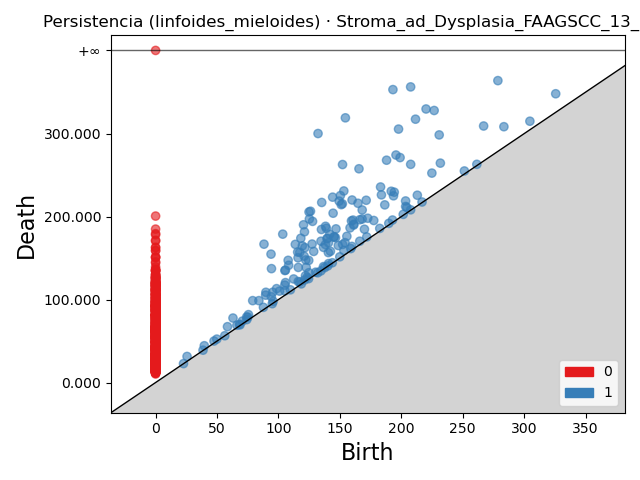 Persistencia (linfoides_mieloides) · Stroma_ad_Dysplasia_FAAGSCC_13_
+∞
300.000
200.000
100.000
0.000
Death
0
1
0 50 100 150 200 250 300 350
Birth